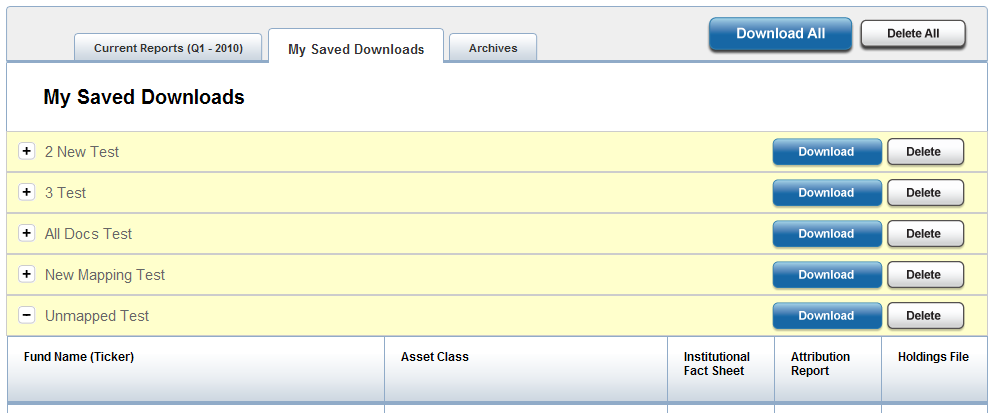 Current Reports (Q1 - 2010) My Saved Downloads Archives Download All Delete All
My Saved Downloads
2 New Test Download Delete
3 Test Download Delete
All Docs Test Download Delete
New Mapping Test Download Delete
Unmapped Test Download Delete
Fund Name (Ticker) Asset Class Institutional Attribution Holdings File
Fact Sheet Report